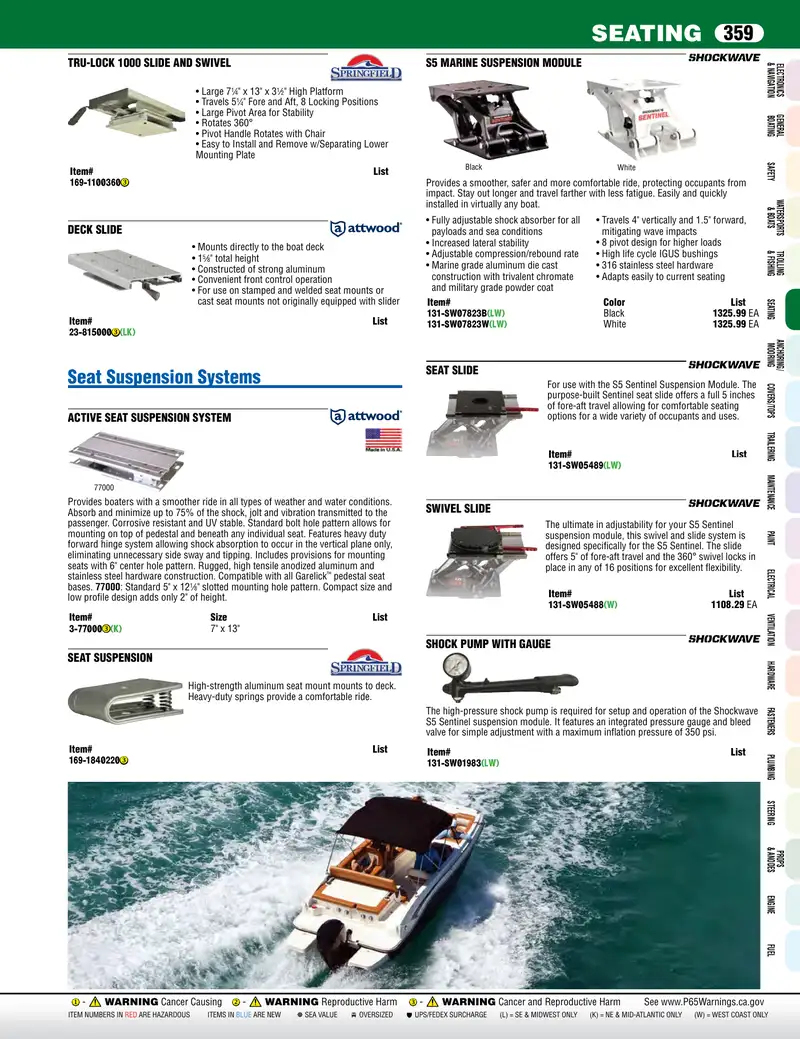 SEATING 359
TRU-LOCK 1000 SLIDE AND SWIVEL
SPRINGFIELD
• Large 7¼" x 13" x 3½" High Platform
• Travels 5¼" Fore and Aft, 8 Locking Positions
• Large Pivot Area for Stability
• Rotates 360°
• Pivot Handle Rotates with Chair
• Easy to Install and Remove w/Separating Lower
Mounting Plate
Item# List
169-1100360 3
DECK SLIDE
attwood
• Mounts directly to the boat deck
• 1⅝" total height
• Constructed of strong aluminum
• Convenient front control operation
• For use on stamped and welded seat mounts or
cast seat mounts not originally equipped with slider
Item# List
23-815000 3 (LK)
Seat Suspension Systems
ACTIVE SEAT SUSPENSION SYSTEM
attwood
Made in U.S.A.
77000
Provides boaters with a smoother ride in all types of weather and water conditions.
Absorb and minimize up to 75% of the shock, jolt and vibration transmitted to the
passenger. Corrosive resistant and UV stable. Standard bolt hole pattern allows for
mounting on top of pedestal and beneath any individual seat. Features heavy duty
forward hinge system allowing shock absorption to occur in the vertical plane only,
eliminating unnecessary side sway and tipping. Includes provisions for mounting
seats with 6" center hole pattern. Rugged, high tensile anodized aluminum and
stainless steel hardware construction. Compatible with all Garelick™ pedestal seat
bases. 77000: Standard 5" x 12⅛" slotted mounting hole pattern. Compact size and
low profile design adds only 2" of height.
Item# Size List
3-77000 3 (K) 7" x 13"
SEAT SUSPENSION
SPRINGFIELD
High-strength aluminum seat mount mounts to deck.
Heavy-duty springs provide a comfortable ride.
Item# List
169-1840220 3
S5 MARINE SUSPENSION MODULE
SHOCKWAVE
SENTINEL
Black White
Provides a smoother, safer and more comfortable ride, protecting occupants from
impact. Stay out longer and travel farther with less fatigue. Easily and quickly
installed in virtually any boat.
• Fully adjustable shock absorber for all
payloads and sea conditions
• Increased lateral stability
• Adjustable compression/rebound rate
• Marine grade aluminum die cast
construction with trivalent chromate
and military grade powder coat
• Travels 4" vertically and 1.5" forward,
mitigating wave impacts
• 8 pivot design for higher loads
• High life cycle IGUS bushings
• 316 stainless steel hardware
• Adapts easily to current seating
Item# Color List
131-SW07823B(LW) Black 1325.99 EA
131-SW07823W(LW) White 1325.99 EA
SEAT SLIDE
SHOCKWAVE
For use with the S5 Sentinel Suspension Module. The
purpose-built Sentinel seat slide offers a full 5 inches
of fore-aft travel allowing for comfortable seating
options for a wide variety of occupants and uses.
Item# List
131-SW05489(LW)
SWIVEL SLIDE
SHOCKWAVE
The ultimate in adjustability for your S5 Sentinel
suspension module, this swivel and slide system is
designed specifically for the S5 Sentinel. The slide
offers 5" of fore-aft travel and the 360° swivel locks in
place in any of 16 positions for excellent flexibility.
Item# List
131-SW05488(W) 1108.29 EA
SHOCK PUMP WITH GAUGE
SHOCKWAVE
The high-pressure shock pump is required for setup and operation of the Shockwave
S5 Sentinel suspension module. It features an integrated pressure gauge and bleed
valve for simple adjustment with a maximum inflation pressure of 350 psi.
Item# List
131-SW01983(LW)
ELECTRONICS
& NAVIGATION
GENERAL
BOATING
SAFETY
WATERSPORTS
& BOATS
TROLLING
& FISHING
SEATING
ANCHORING/
MOORING
COVERS/TOPS
TRAILERING
MAINTENANCE
PAINT
ELECTRICAL
VENTILATION
HARDWARE
FASTENERS
PLUMBING
STEERING
PROPS
& ANODES
ENGINE
FUEL
1 - WARNING Cancer Causing 2 - WARNING Reproductive Harm 3 - WARNING Cancer and Reproductive Harm See www.P65Warnings.ca.gov
ITEM NUMBERS IN RED ARE HAZARDOUS ITEMS IN BLUE ARE NEW SEA VALUE OVERSIZED UPS/FEDEX SURCHARGE (L) = SE & MIDWEST ONLY (K) = NE & MID-ATLANTIC ONLY (W) = WEST COAST ONLY